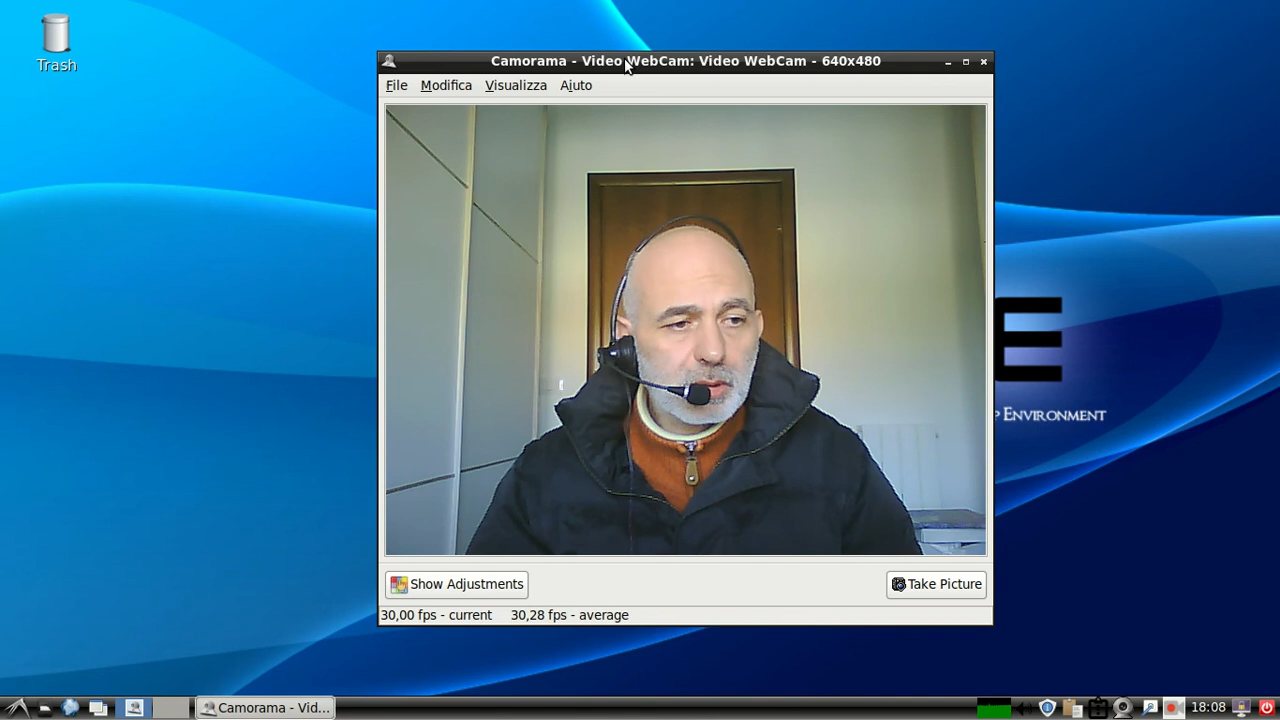 Trash
Camorama - Video WebCam: Video WebCam - 640x480
File Modifica Visualizza Aiuto
E
P ENVIRONMENT
Show Adjustments
Take Picture
30,00 fps - current 30,28 fps - average
Camorama - Vid...
18:08